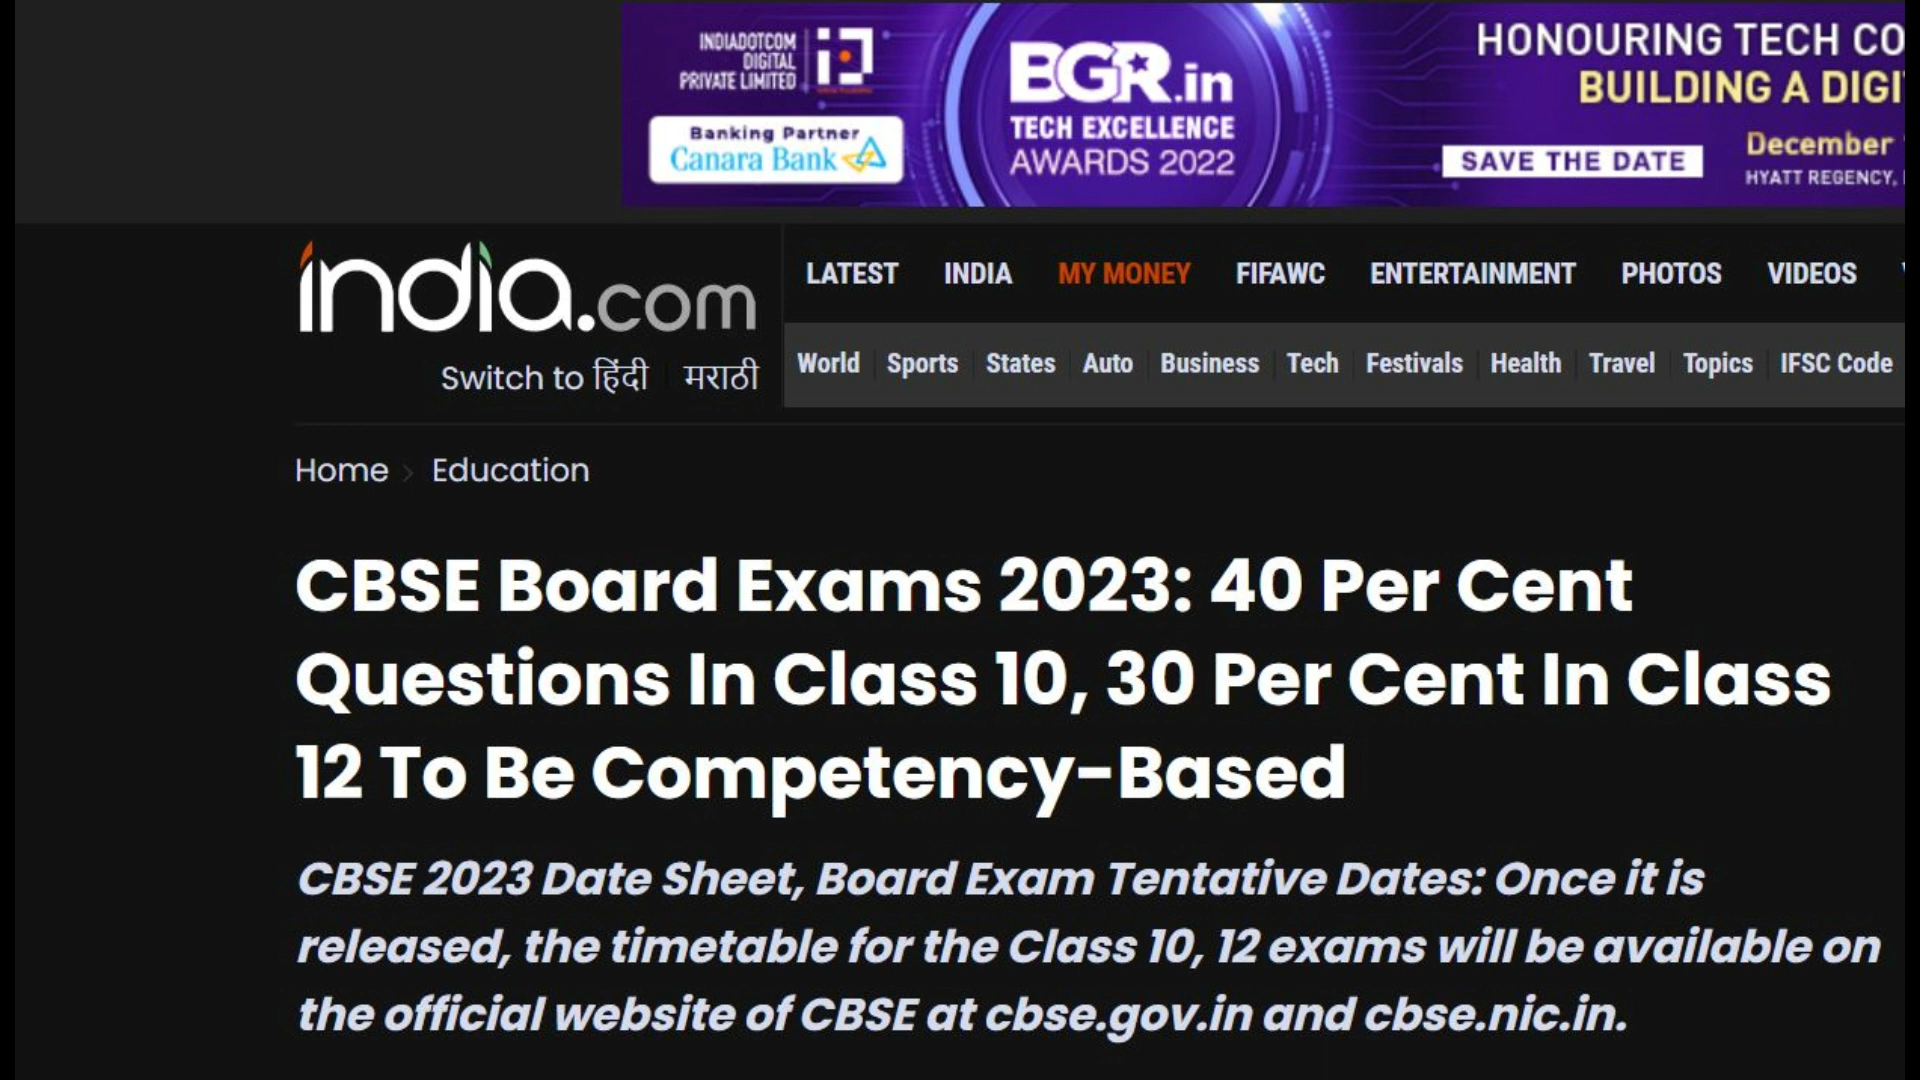 INDIADOTCOM
DIGITAL
PRIVATE LIMITED
Banking Partner
Canara Bank
BGR.in
TECH EXCELLENCE
AWARDS 2022
HONOURING TECH CO
BUILDING A DIGI
SAVE THE DATE
December
HYATT REGENCY,
india.com
Switch to हिंदी मराठी
LATEST INDIA MY MONEY FIFAWC ENTERTAINMENT PHOTOS VIDEOS
World Sports States Auto Business Tech Festivals Health Travel Topics IFSC Code
Home > Education
CBSE Board Exams 2023: 40 Per Cent
Questions In Class 10, 30 Per Cent In Class
12 To Be Competency-Based
CBSE 2023 Date Sheet, Board Exam Tentative Dates: Once it is
released, the timetable for the Class 10, 12 exams will be available on
the official website of CBSE at cbse.gov.in and cbse.nic.in.